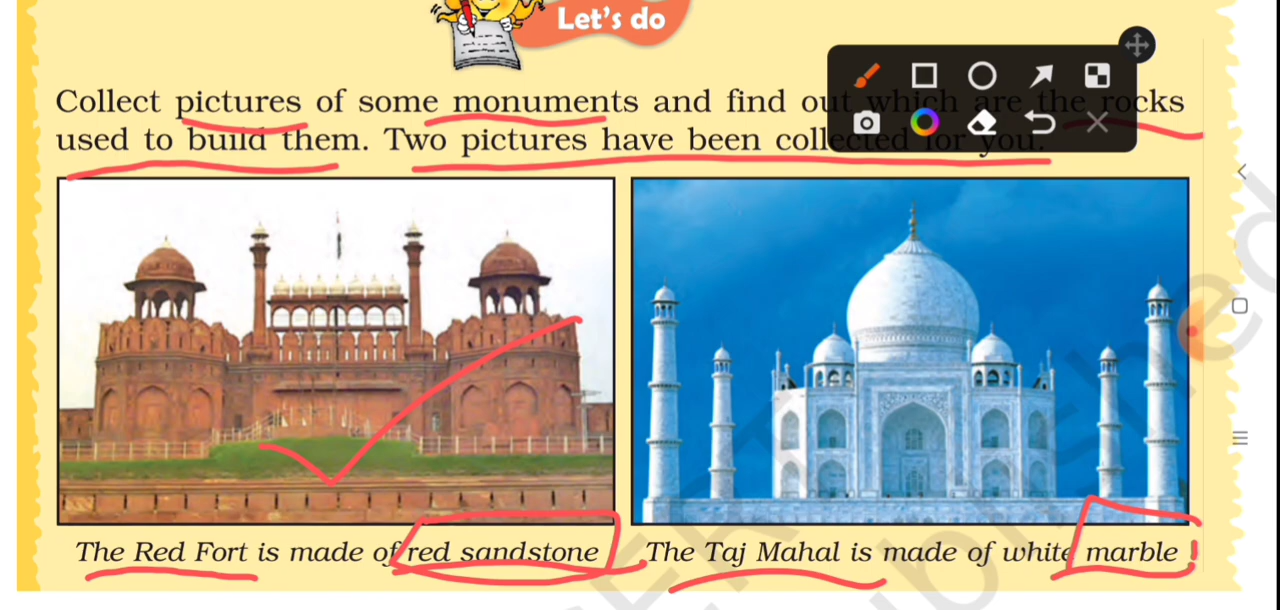 Let's do
Collect pictures of some monuments and find out which are the rocks
used to build them. Two pictures have been collected for you.
The Red Fort is made of red sandstone
The Taj Mahal is made of white marble